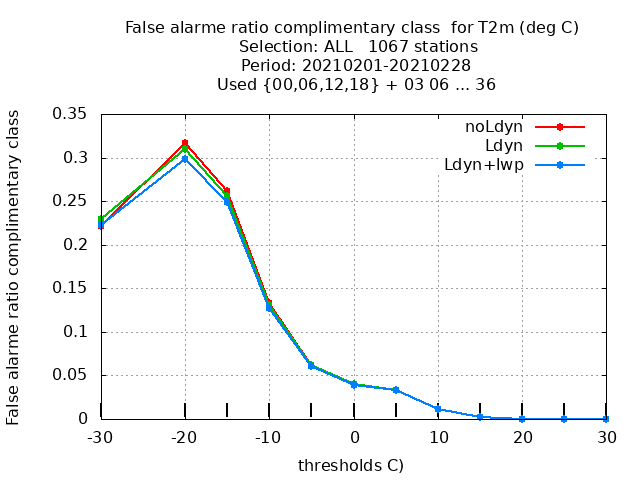 False alarme ratio complimentary class  for T2m (deg C)
Selection: ALL   1067 stations
Period: 20210201-20210228
Used {00,06,12,18} + 03 06 ... 36
False alarme ratio complimentary class
0.35
0.3
0.25
0.2
0.15
0.1
0.05
0
noLdyn
Ldyn
Ldyn+lwp
-30 -20 -10 0 10 20 30
thresholds C)